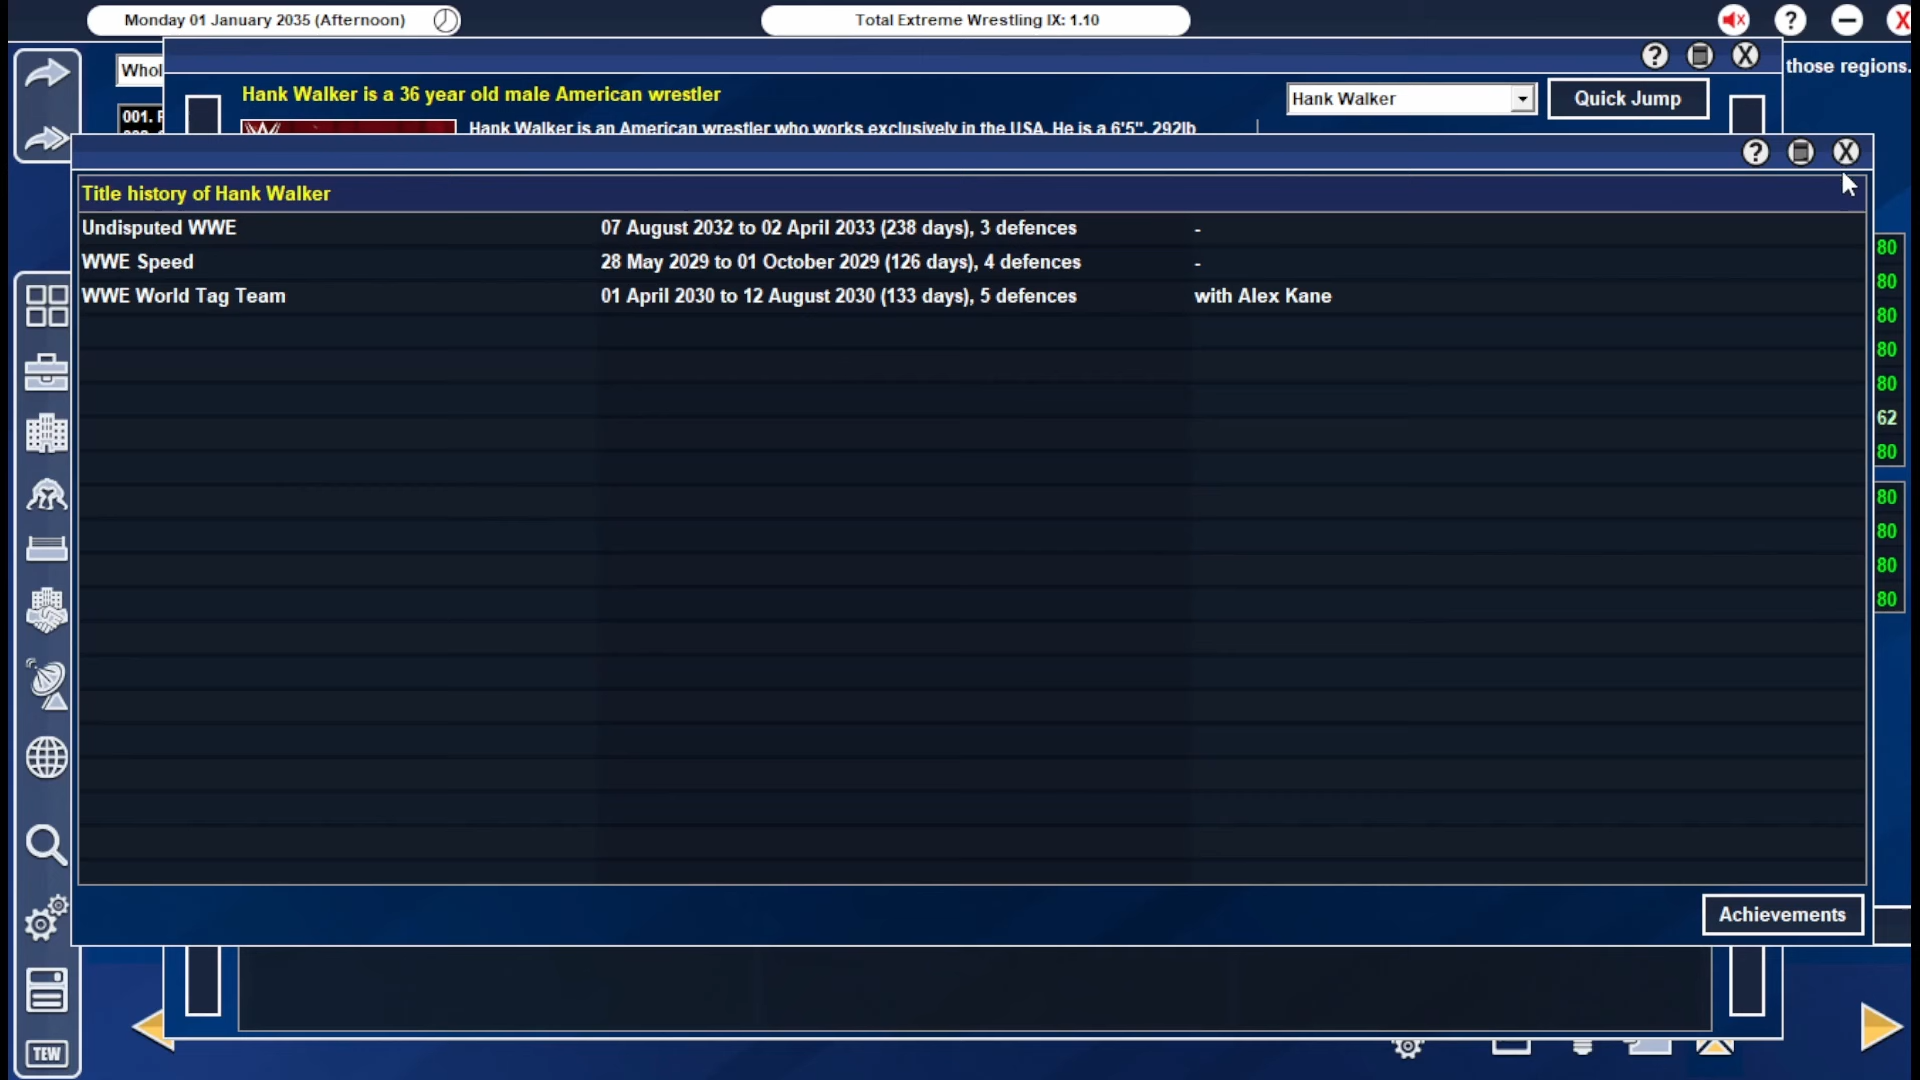 Monday 01 January 2035 (Afternoon)
Total Extreme Wrestling IX: 1.10
?
X
Whol
? X
those regions.
Hank Walker is a 36 year old male American wrestler
Hank Walker
Quick Jump
001.
Hank Walker is an American wrestler who works exclusively in the USA. He is a 6'5", 292lb
? X
Title history of Hank Walker
Undisputed WWE 07 August 2032 to 02 April 2033 (238 days), 3 defences -
WWE Speed 28 May 2029 to 01 October 2029 (126 days), 4 defences -
WWE World Tag Team 01 April 2030 to 12 August 2030 (133 days), 5 defences with Alex Kane
80
80
80
80
80
62
80
80
80
80
80
Achievements
TEW